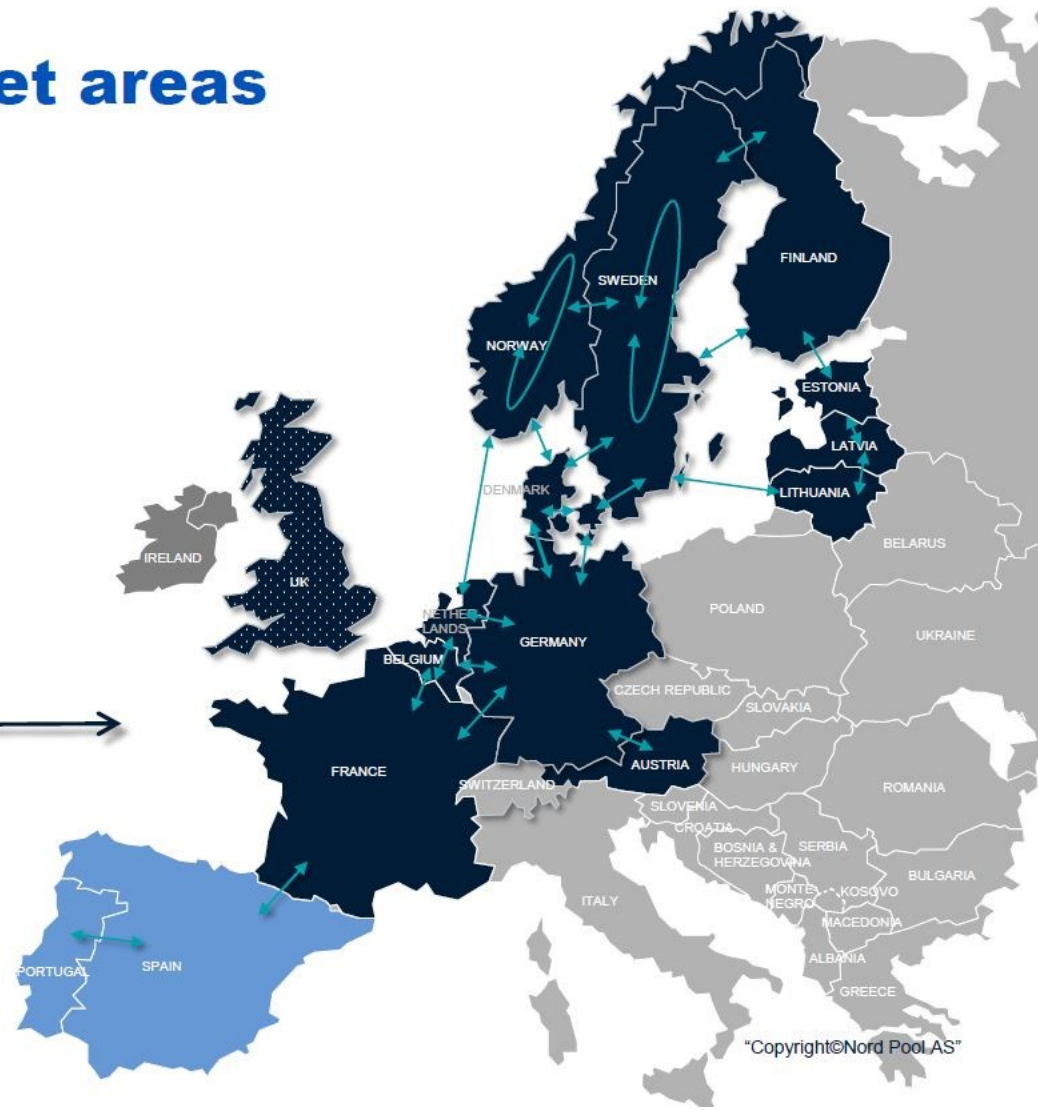 et areas
FINLAND
SWEDEN
NORWAY
ESTONIA
LATVIA
DENMARK
LITHUANIA
BELARUS
IRELAND
UK
POLAND
NETHER
LANDS
UKRAINE
GERMANY
BELGIUM
CZECH REPUBLIC
SLOVAKIA
FRANCE
AUSTRIA
HUNGARY
SWITZERLAND
ROMANIA
SLOVENIA
CROATIA
BOSNIA &
HERZEGOVINA
SERBIA
BULGARIA
MONTE
NEGRO
KOSOVO
ITALY
MACEDONIA
ALBANIA
PORTUGAL
SPAIN
GREECE
“Copyright©Nord Pool AS”